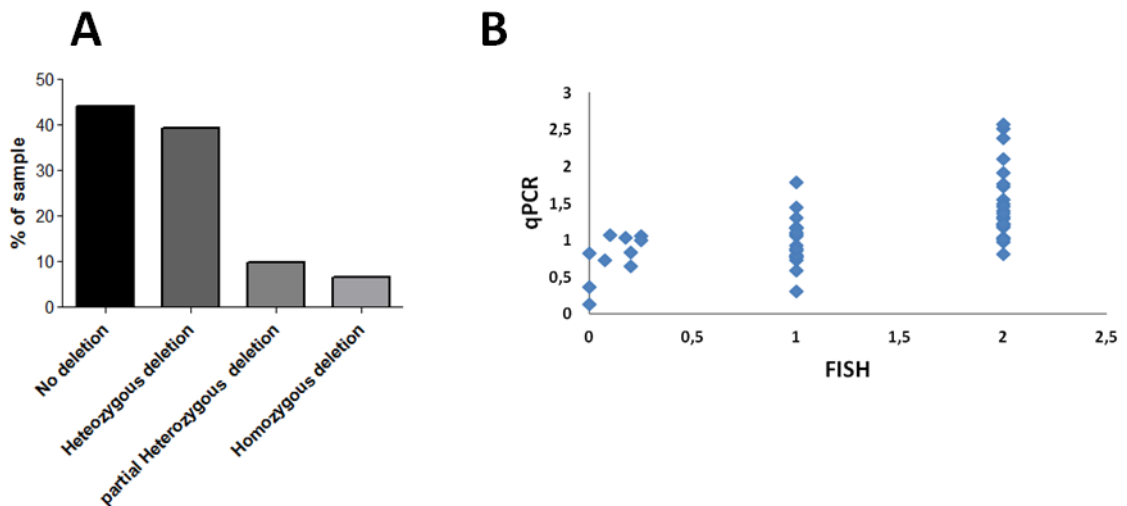 A
% of sample
50
40
30
20
10
0
No deletion
Heteozygous deletion
partial Heterozygous deletion
Homozygous deletion
B
qPCR
3
2,5
2
1,5
1
0,5
0
0
0,5
1
1,5
2
2,5
FISH